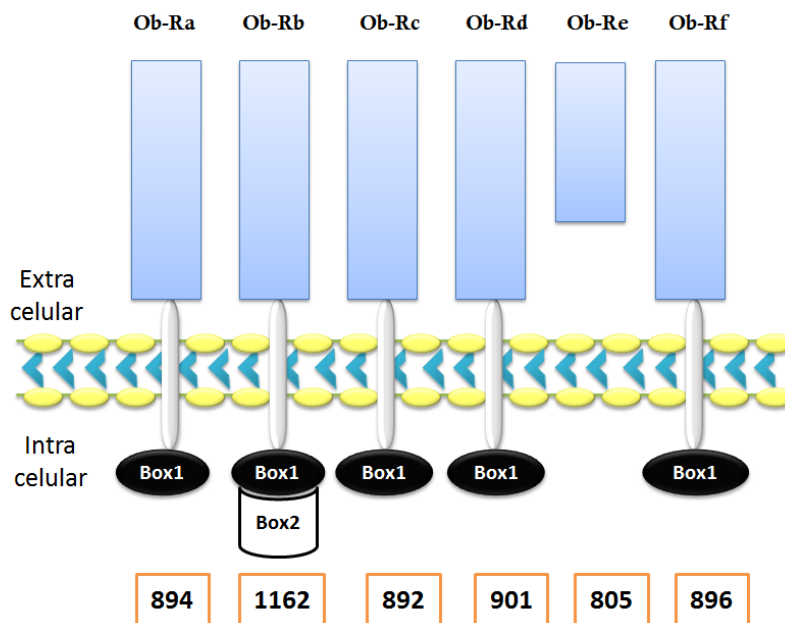 Ob-Ra Ob-Rb Ob-Rc Ob-Rd Ob-Re Ob-Rf
Extra
celular
Intra
celular
Box1 Box1 Box1 Box1 Box1
Box2
894 1162 892 901 805 896